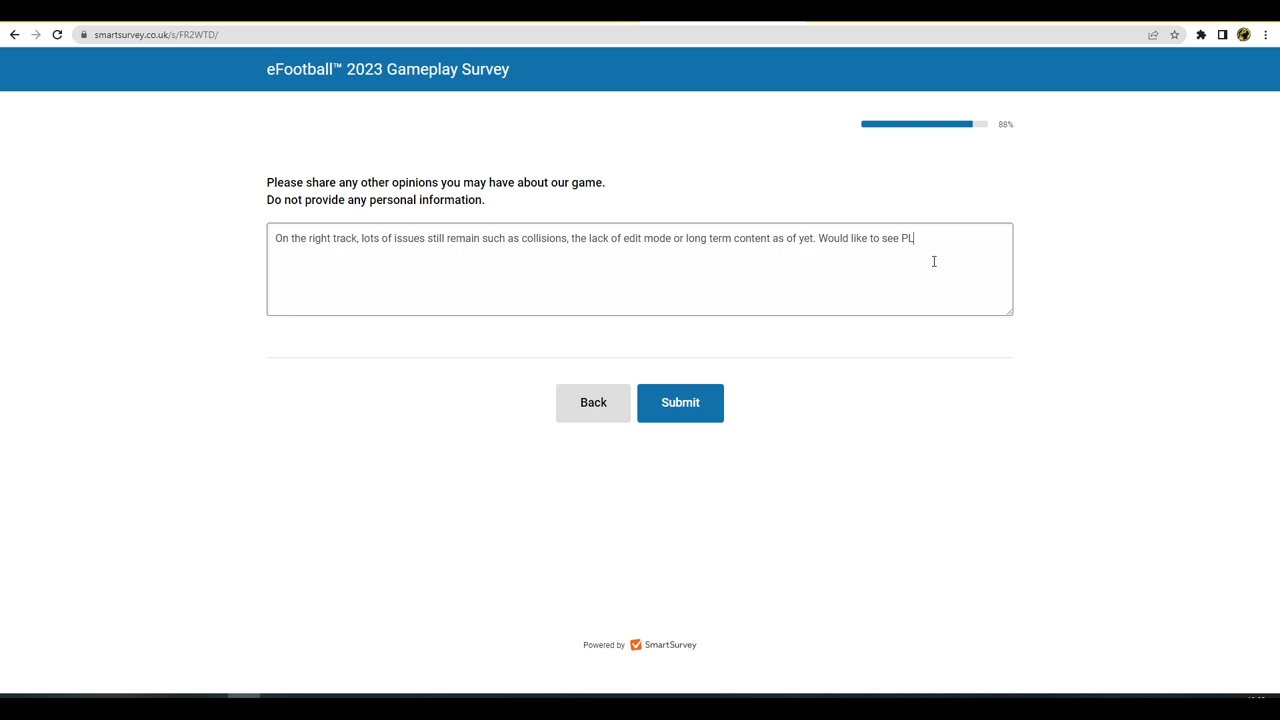 smartsurvey.co.uk/s/FR2WTD/
eFootball™ 2023 Gameplay Survey
88%
Please share any other opinions you may have about our game.
Do not provide any personal information.
On the right track, lots of issues still remain such as collisions, the lack of edit mode or long term content as of yet. Would like to see PL
Back
Submit
Powered by SmartSurvey